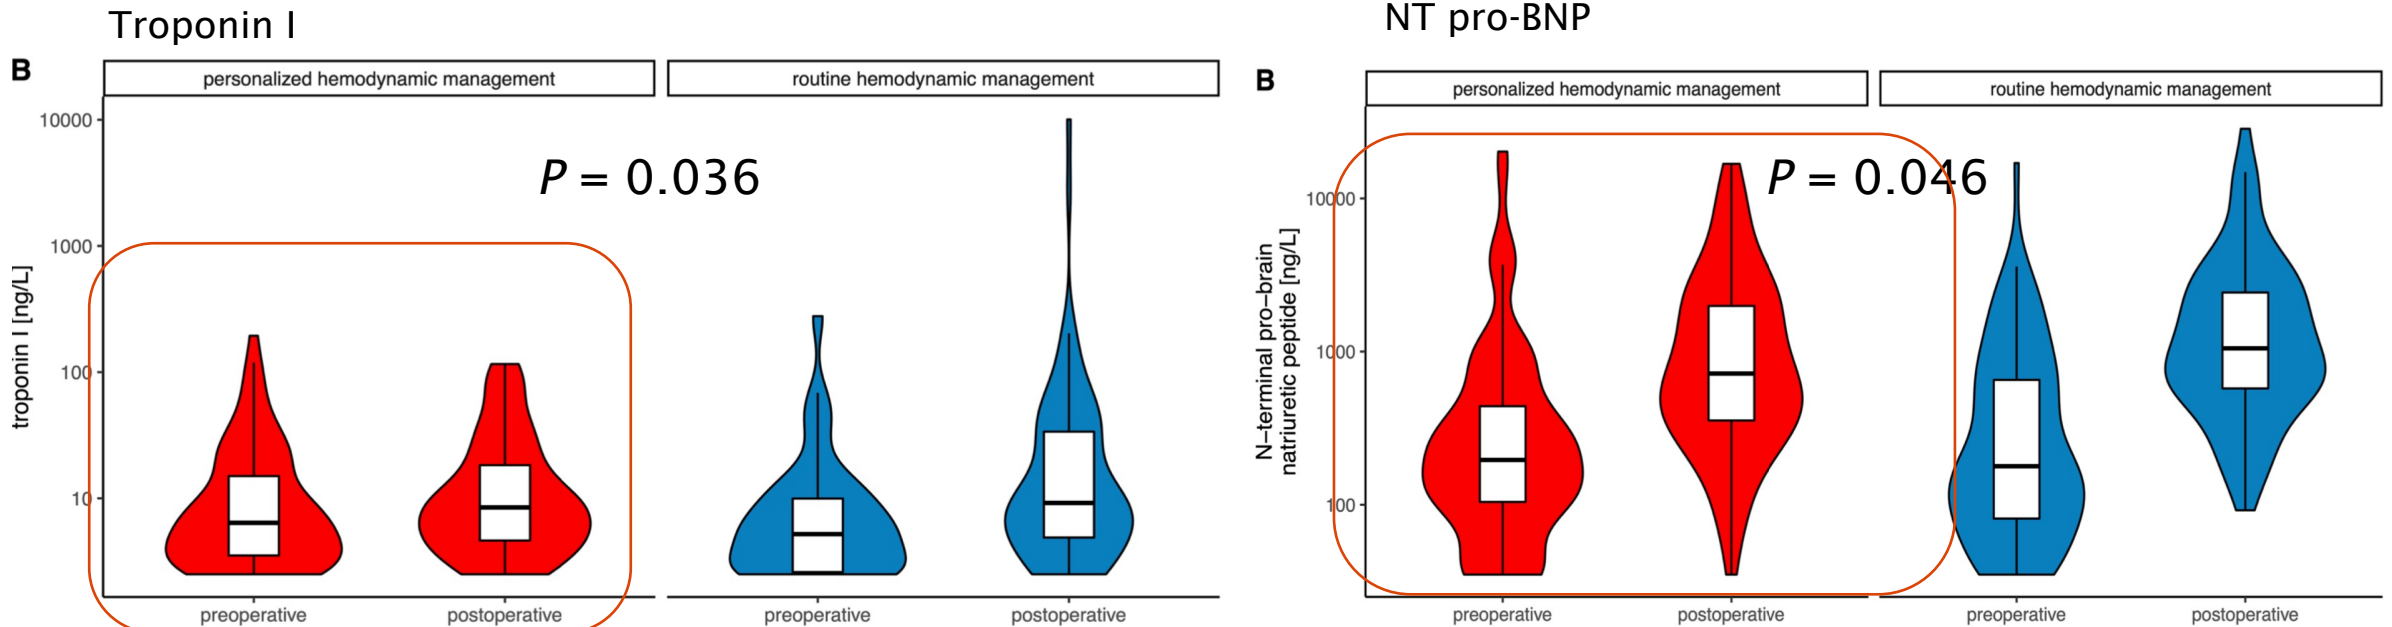 Troponin I
B
personalized hemodynamic management
routine hemodynamic management
P = 0.036
troponin I [ng/L]
10000
1000
100
10
preoperative
postoperative
preoperative
postoperative
NT pro-BNP
B
personalized hemodynamic management
routine hemodynamic management
P = 0.046
N−terminal pro−brain
natriuretic peptide [ng/L]
10000
1000
100
preoperative
postoperative
preoperative
postoperative